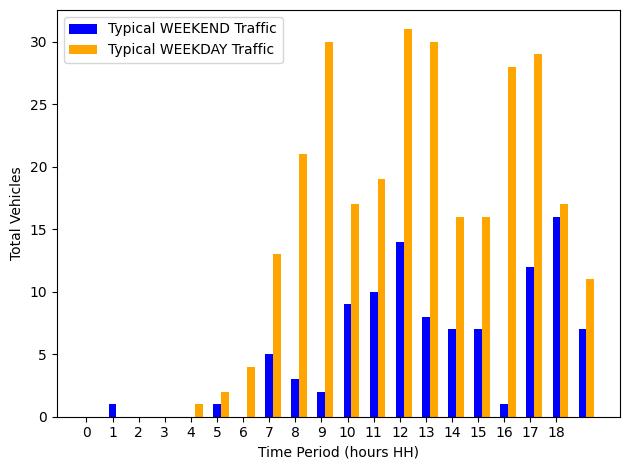 Typical WEEKEND Traffic
Typical WEEKDAY Traffic
30
25
20
15
10
5
0
Total Vehicles
0 1 2 3 4 5 6 7 8 9 10 11 12 13 14 15 16 17 18
Time Period (hours HH)